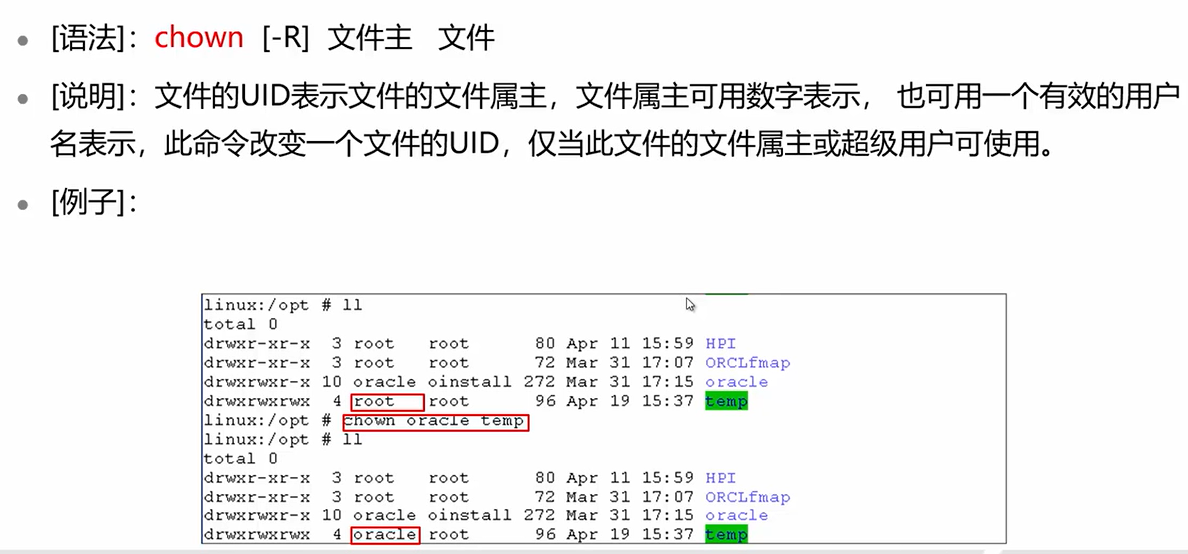 [语法]：chown [-R] 文件主 文件
[说明]：文件的UID表示文件的文件属主，文件属主可用数字表示， 也可用一个有效的用户
名表示，此命令改变一个文件的UID，仅当此文件的文件属主或超级用户可使用。
[例子]：
linux:/opt # ll
total 0
drwxr-xr-x 3 root root 80 Apr 11 15:59 HPI
drwxr-xr-x 3 root root 72 Mar 31 17:07 ORCLfmap
drwxrwxr-x 10 oracle oinstall 272 Mar 31 17:15 oracle
drwxrwxrwx 4 root root 96 Apr 19 15:37 temp
linux:/opt # chown oracle temp
linux:/opt # ll
total 0
drwxr-xr-x 3 root root 80 Apr 11 15:59 HPI
drwxr-xr-x 3 root root 72 Mar 31 17:07 ORCLfmap
drwxrwxr-x 10 oracle oinstall 272 Mar 31 17:15 oracle
drwxrwxrwx 4 oracle root 96 Apr 19 15:37 temp